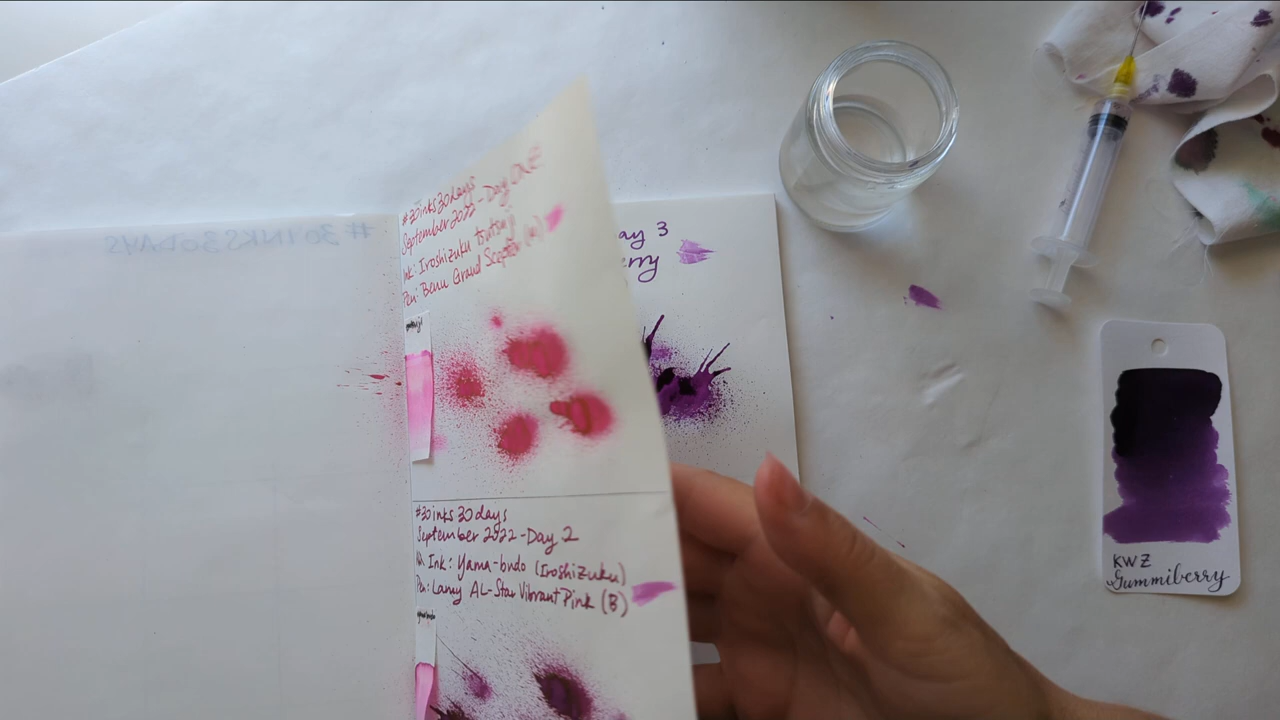 #30INKS30DAYS
#30inks30days
September 2022 - Day One
Ink: Iroshizuku tsutsuji
Pen: Benu Grand Scepter
#30inks30days
September 2022 - Day 2
Ink: Yama-budo (Iroshizuku)
Pen: Lamy AL-Star Vibrant Pink (B)
ay 3
erry
KWZ
Gummiberry